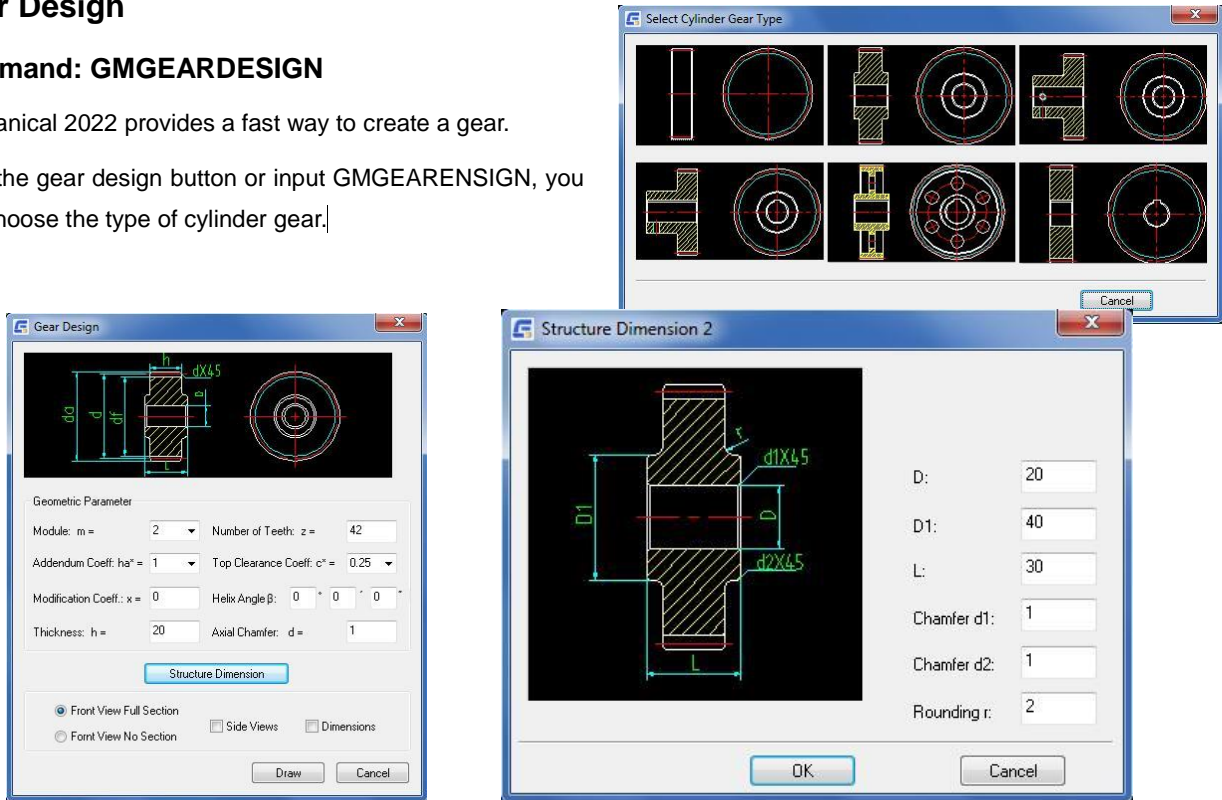 r Design
mand: GMGEARDESIGN
anical 2022 provides a fast way to create a gear.
the gear design button or input GMGEARENSIGN, you
hoose the type of cylinder gear.
Select Cylinder Gear Type
Cancel
Gear Design
h
dX45
D
da
d
df
L
Geometric Parameter
Module: m = 2 Number of Teeth: z = 42
Addendum Coeff: ha* = 1 Top Clearance Coeff: c* = 0.25
Modification Coeff.: x = 0 Helix Angle β: 0 ° 0 ′ 0 ″
Thickness: h = 20 Axial Chamfer: d = 1
Structure Dimension
Front View Full Section
Side Views Dimensions
Fornt View No Section
Draw Cancel
Structure Dimension 2
r
d1X45
D1
D
d2X45
L
D: 20
D1: 40
L: 30
Chamfer d1: 1
Chamfer d2: 1
Rounding r: 2
OK Cancel